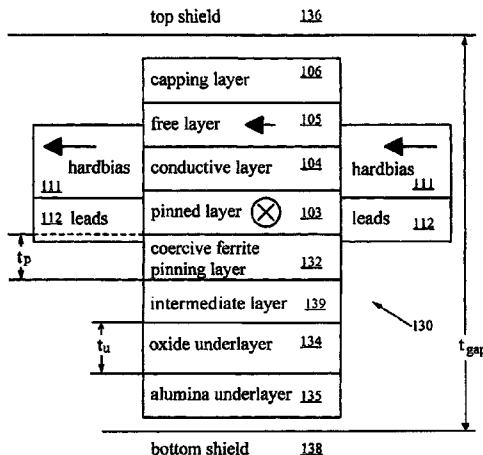 top shield 136
capping layer 106
free layer 105
hardbias 111
conductive layer 104
hardbias 111
112 leads
pinned layer 103
leads 112
tp
coercive ferrite
pinning layer 132
intermediate layer 139
130
tgap
tu
oxide underlayer 134
alumina underlayer 135
bottom shield 138